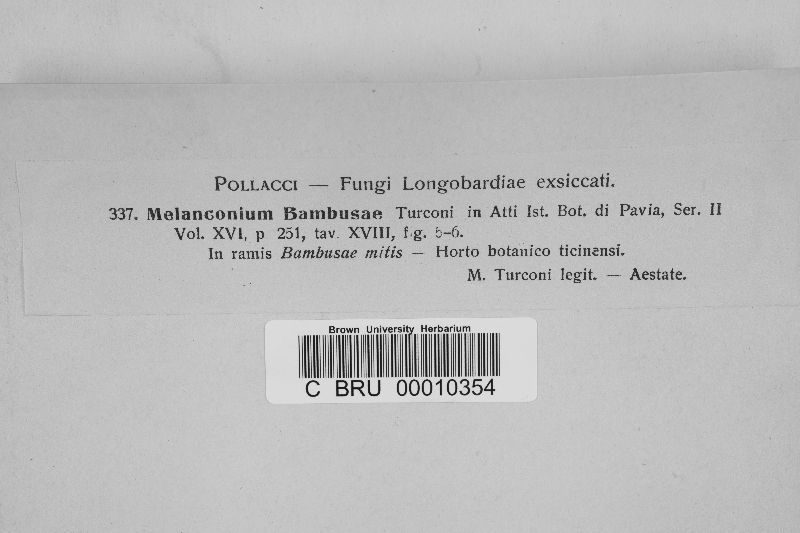 POLLACCI — Fungi Longobardiae exsiccati.
337. Melanconium Bambusae Turconi in Atti Ist. Bot. di Pavia, Ser. II
Vol. XVI, p 251, tav. XVIII, fig. 5-6.
In ramis Bambusae mitis — Horto botanico ticinensi.
M. Turconi legit. — Aestate.
Brown University Herbarium
C BRU 00010354